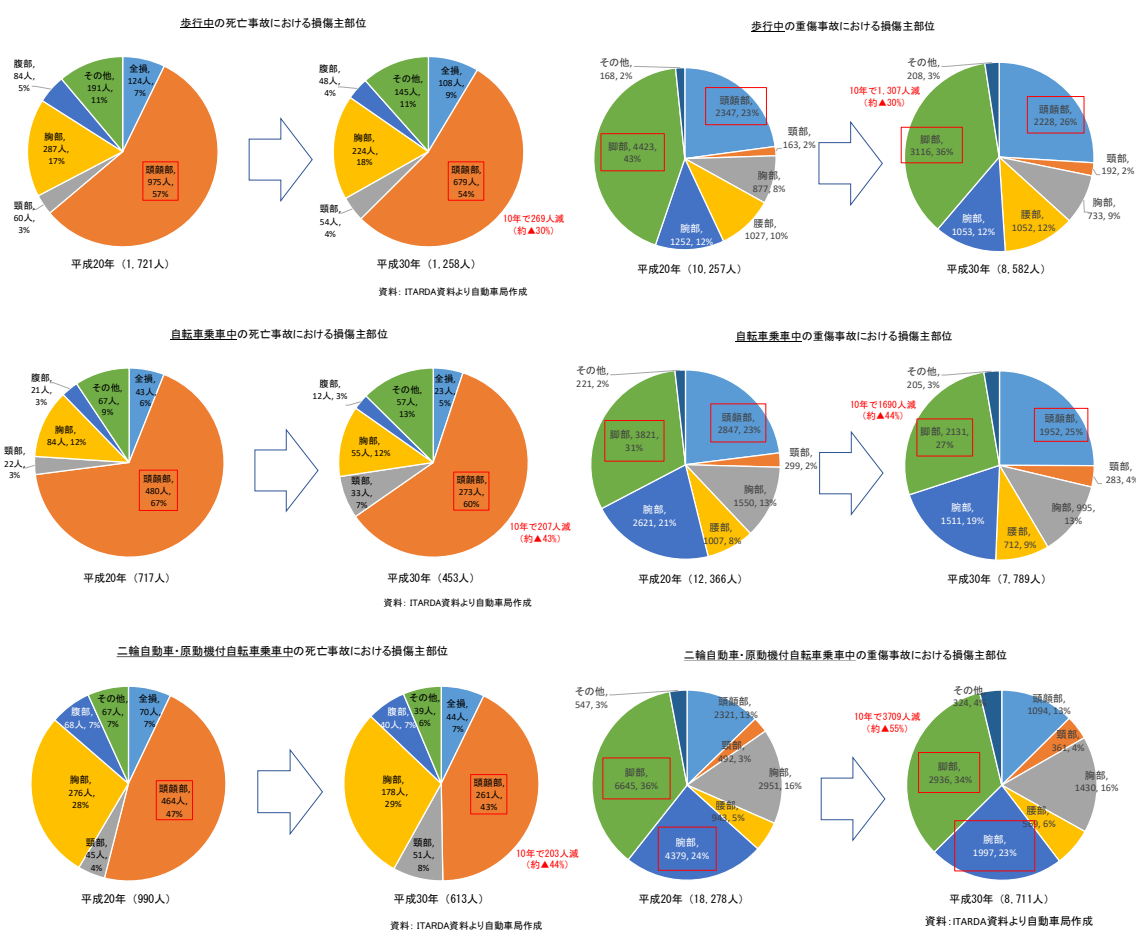 歩行中の死亡事故における損傷主部位
腹部,
84人,
5%
その他,
191人,
11%
全損,
124人,
7%
胸部,
287人,
17%
頭顔部,
975人,
57%
頸部,
60人,
3%
平成20年（1,721人）
腹部,
48人,
4%
その他,
145人,
11%
全損,
108人,
9%
胸部,
224人,
18%
頭顔部,
679人,
54%
頸部,
54人,
4%
10年で269人減
（約▲30%）
平成30年（1,258人）
資料： ITARDA資料より自動車局作成
歩行中の重傷事故における損傷主部位
その他,
168, 2%
頭顔部,
2347, 23%
頸部,
163, 2%
脚部, 4423,
43%
胸部,
877, 8%
腰部,
1027, 10%
腕部,
1252, 12%
平成20年（10,257人）
その他,
208, 3%
10年で1,307人減
（約▲30%）
頭顔部,
2228, 26%
脚部,
3116, 36%
頸部,
192, 2%
胸部,
733, 9%
腰部,
1052, 12%
腕部,
1053, 12%
平成30年（8,582人）
自転車乗車中の死亡事故における損傷主部位
腹部,
21人,
3%
その他,
67人,
9%
全損,
43人,
6%
胸部,
84人, 12%
頸部,
22人,
3%
頭顔部,
480人,
67%
平成20年（717人）
腹部,
12人, 3%
その他,
57人,
13%
全損,
23人,
5%
胸部,
55人, 12%
頸部,
33人,
7%
頭顔部,
273人,
60%
10年で207人減
（約▲43%）
平成30年（453人）
資料： ITARDA資料より自動車局作成
自転車乗車中の重傷事故における損傷主部位
その他,
221, 2%
頭顔部,
2847, 23%
脚部, 3821,
31%
頸部,
299, 2%
胸部,
1550, 13%
腕部,
2621, 21%
腰部,
1007, 8%
平成20年（12,366人）
その他,
205, 3%
10年で1690人減
（約▲44%）
頭顔部,
1952, 25%
脚部, 2131,
27%
頸部,
283, 4%
胸部, 995,
13%
腕部,
1511, 19%
腰部,
712, 9%
平成30年（7,789人）
二輪自動車・原動機付自転車乗車中の死亡事故における損傷主部位
腹部,
68人, 7%
その他,
67人,
7%
全損,
70人,
7%
胸部,
276人,
28%
頭顔部,
464人,
47%
頸部,
45人,
4%
平成20年（990人）
腹部,
40人, 7%
その他,
39人,
6%
全損,
44人,
7%
胸部,
178人,
29%
頭顔部,
261人,
43%
頸部,
51人,
8%
10年で203人減
（約▲44%）
平成30年（613人）
資料： ITARDA資料より自動車局作成
二輪自動車・原動機付自転車乗車中の重傷事故における損傷主部位
その他,
547, 3%
頭顔部,
2321, 13%
頸部,
492, 3%
脚部,
6645, 36%
胸部,
2951, 16%
腰部,
943, 5%
腕部,
4379, 24%
平成20年（18,278人）
その他,
324, 4%
10年で3709人減
（約▲55%）
頭顔部,
1094, 13%
頸部,
361, 4%
脚部,
2936, 34%
胸部,
1430, 16%
腰部,
569, 6%
腕部,
1997, 23%
平成30年（8,711人）
資料： ITARDA資料より自動車局作成